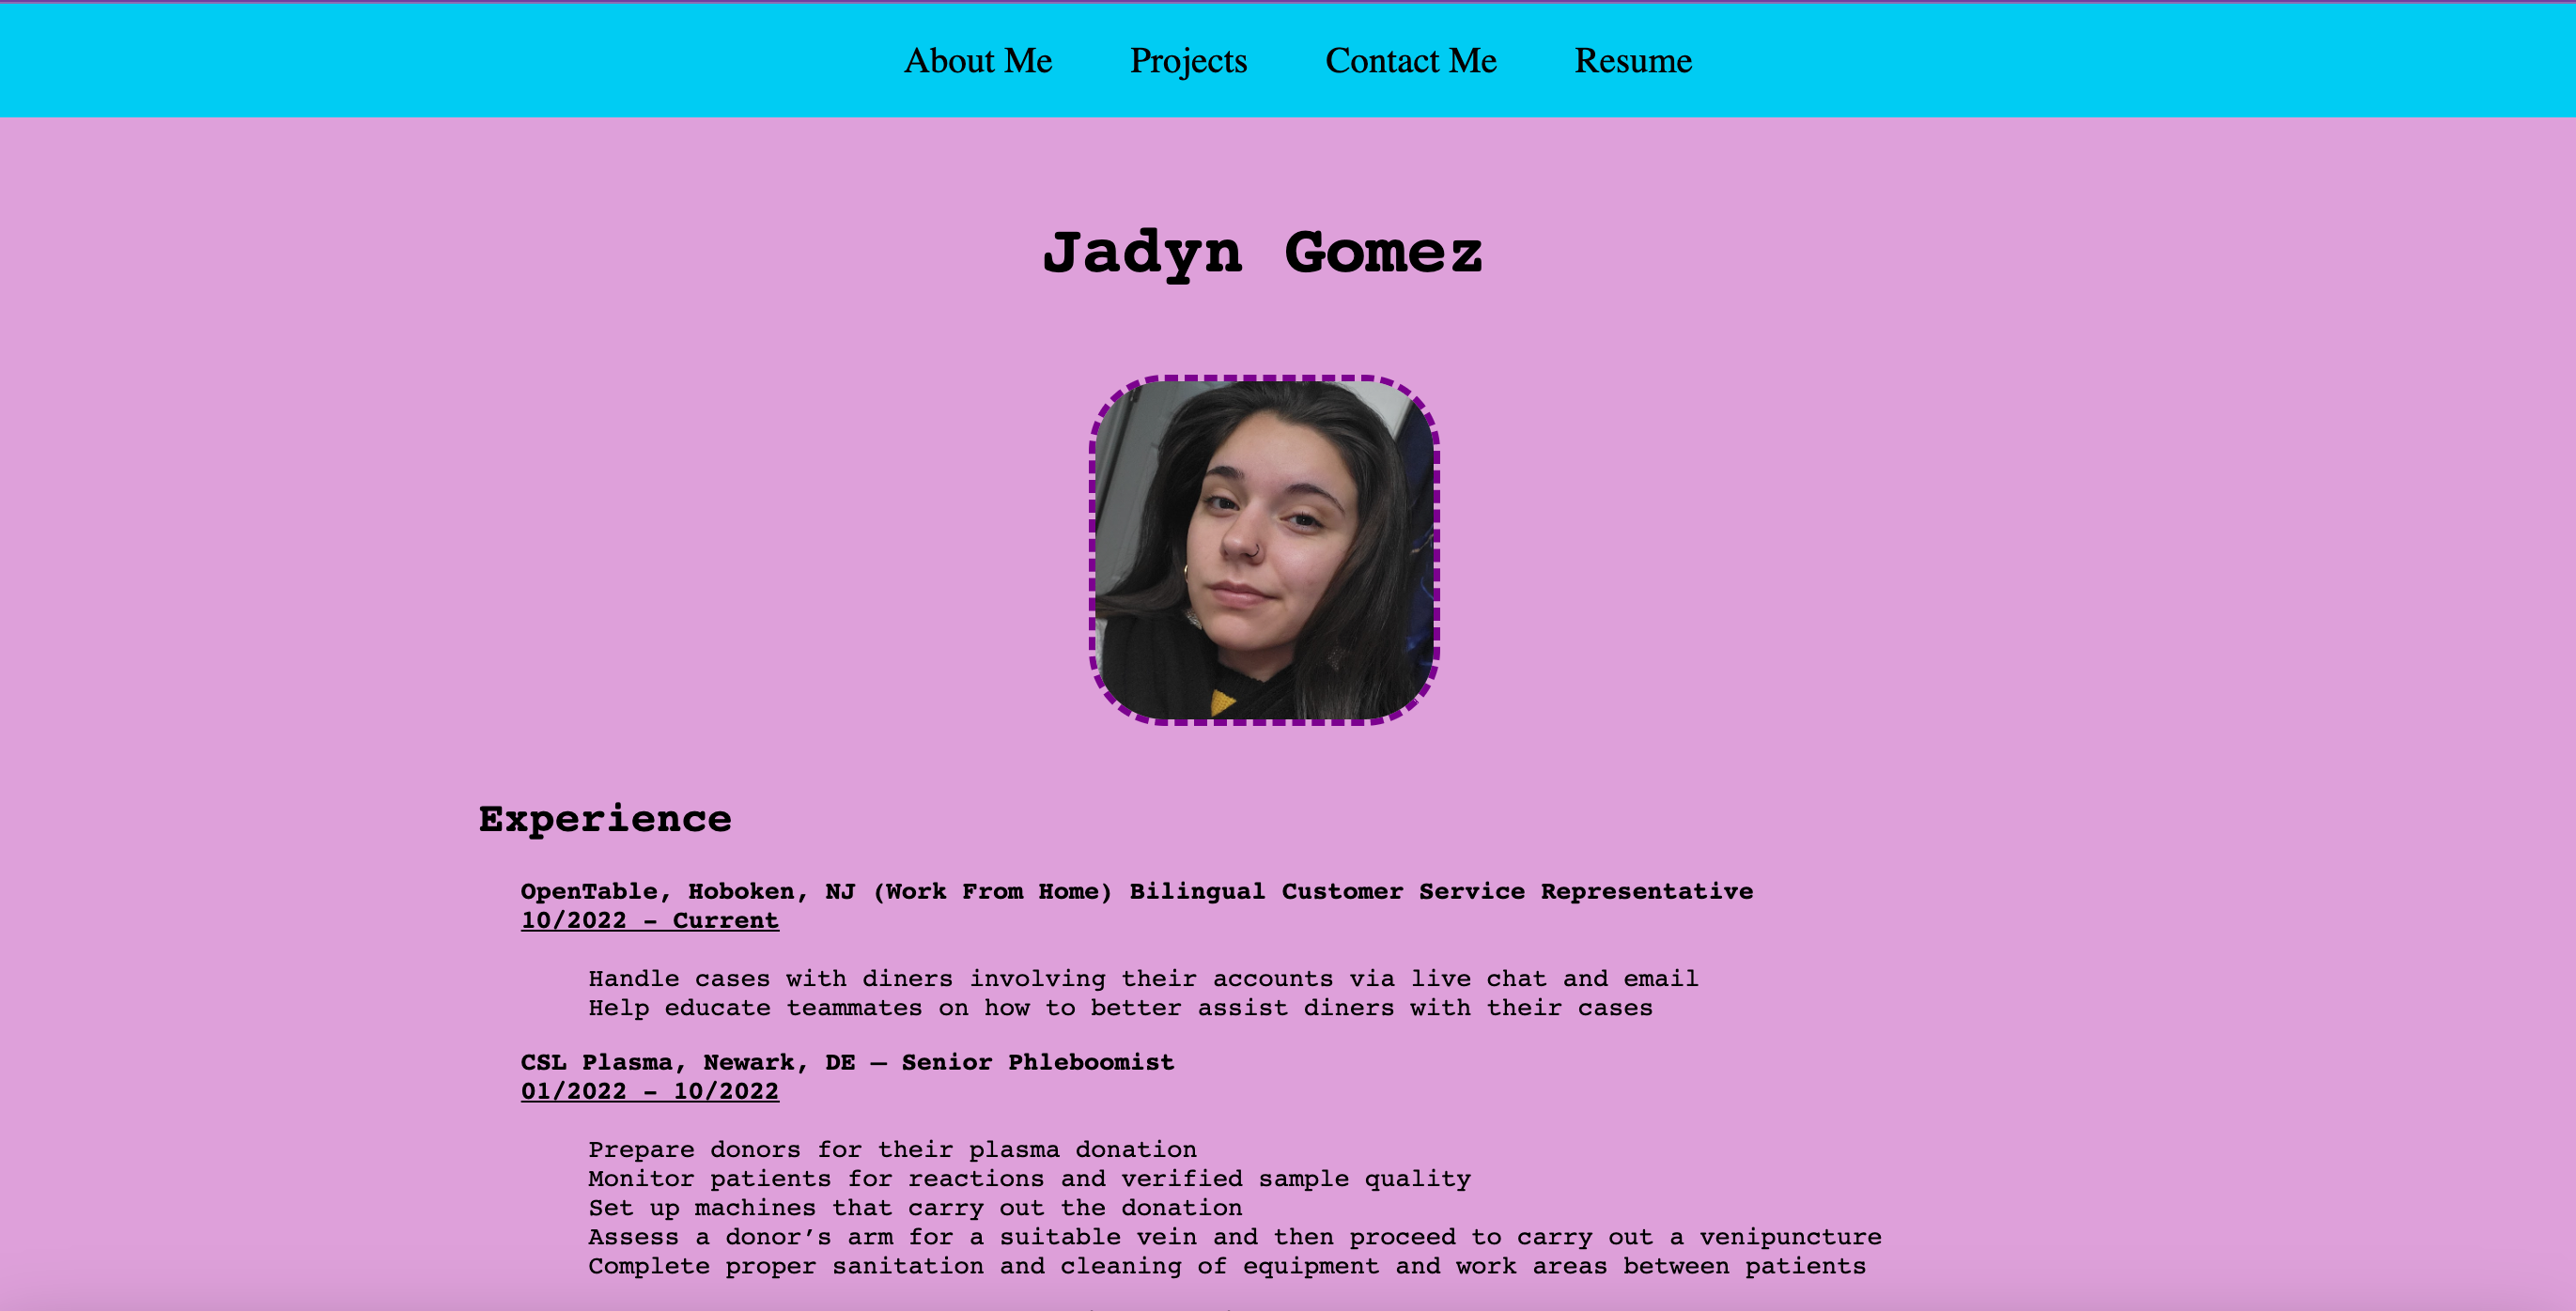 About Me Projects Contact Me Resume
Jadyn Gomez
Experience
OpenTable, Hoboken, NJ (Work From Home) Bilingual Customer Service Representative
10/2022 – Current
Handle cases with diners involving their accounts via live chat and email
Help educate teammates on how to better assist diners with their cases
CSL Plasma, Newark, DE — Senior Phleboomist
01/2022 – 10/2022
Prepare donors for their plasma donation
Monitor patients for reactions and verified sample quality
Set up machines that carry out the donation
Assess a donor’s arm for a suitable vein and then proceed to carry out a venipuncture
Complete proper sanitation and cleaning of equipment and work areas between patients